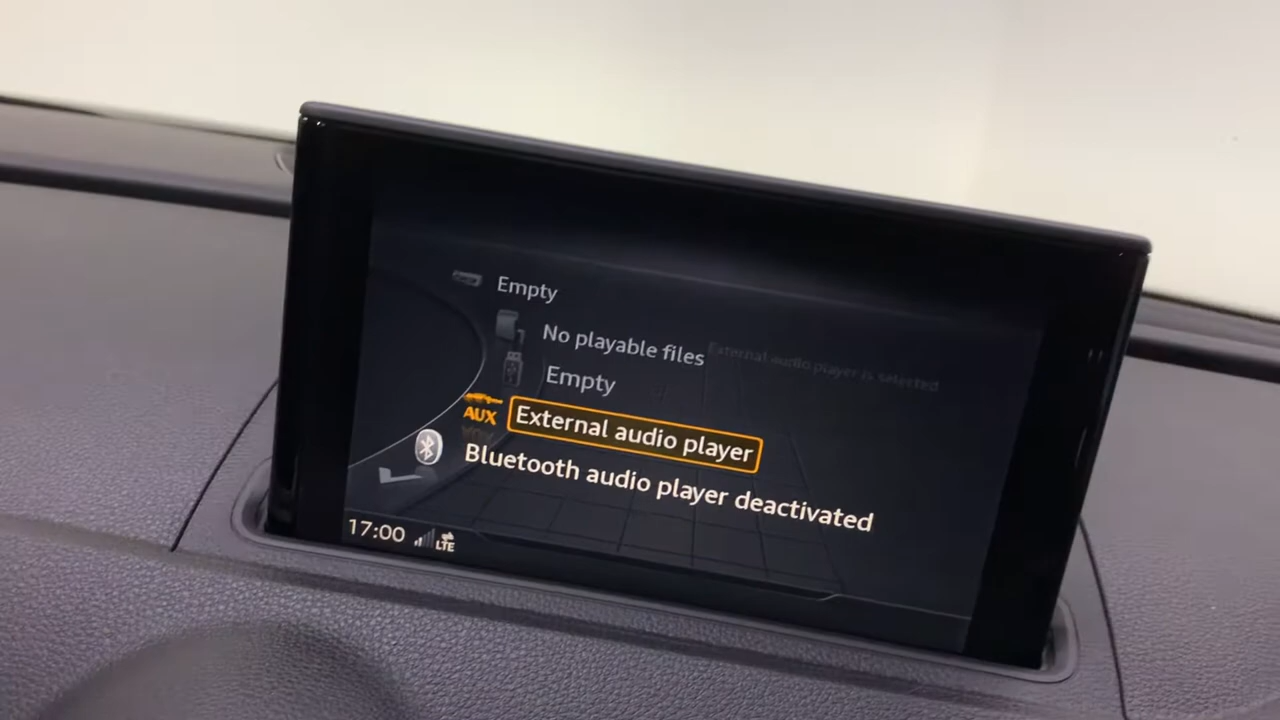 Empty
No playable files
External audio player is selected
Empty
AUX External audio player
Bluetooth audio player deactivated
17:00 LTE